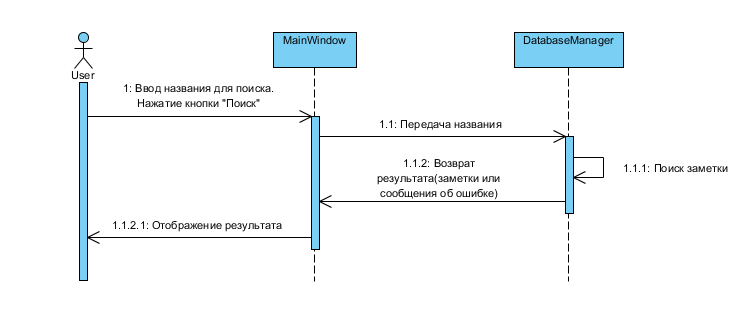 MainWindow
DatabaseManager
User
1: Ввод названия для поиска.
Нажатие кнопки "Поиск"
1.1: Передача названия
1.1.2: Возврат
результата(заметки или
сообщения об ошибке)
1.1.1: Поиск заметки
1.1.2.1: Отображение результата